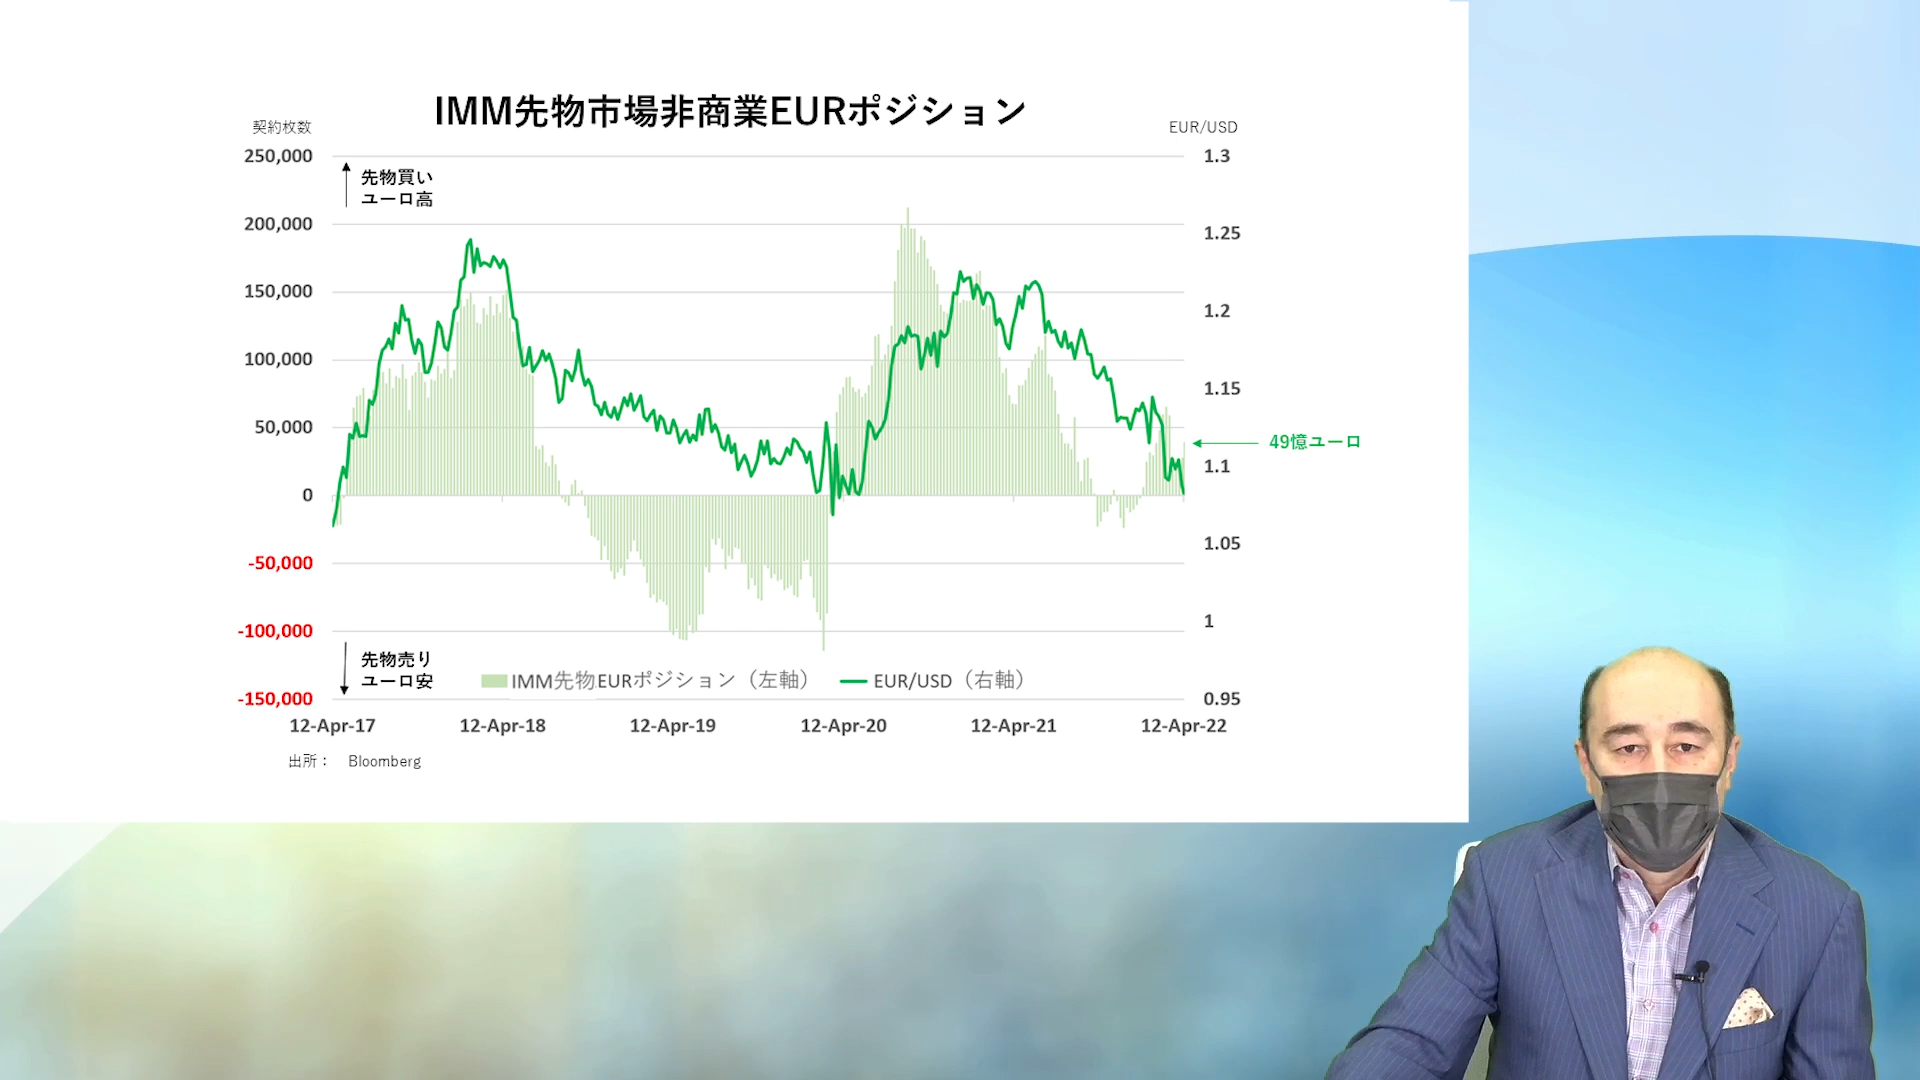 IMM先物市場非商業EURポジション
契約枚数
EUR/USD
250,000
200,000
150,000
100,000
50,000
0
-50,000
-100,000
-150,000
先物買い
ユーロ高
先物売り
ユーロ安
1.3
1.25
1.2
1.15
1.1
1.05
1
0.95
49億ユーロ
IMM先物EURポジション（左軸）
EUR/USD（右軸）
12-Apr-17 12-Apr-18 12-Apr-19 12-Apr-20 12-Apr-21 12-Apr-22
出所： Bloomberg